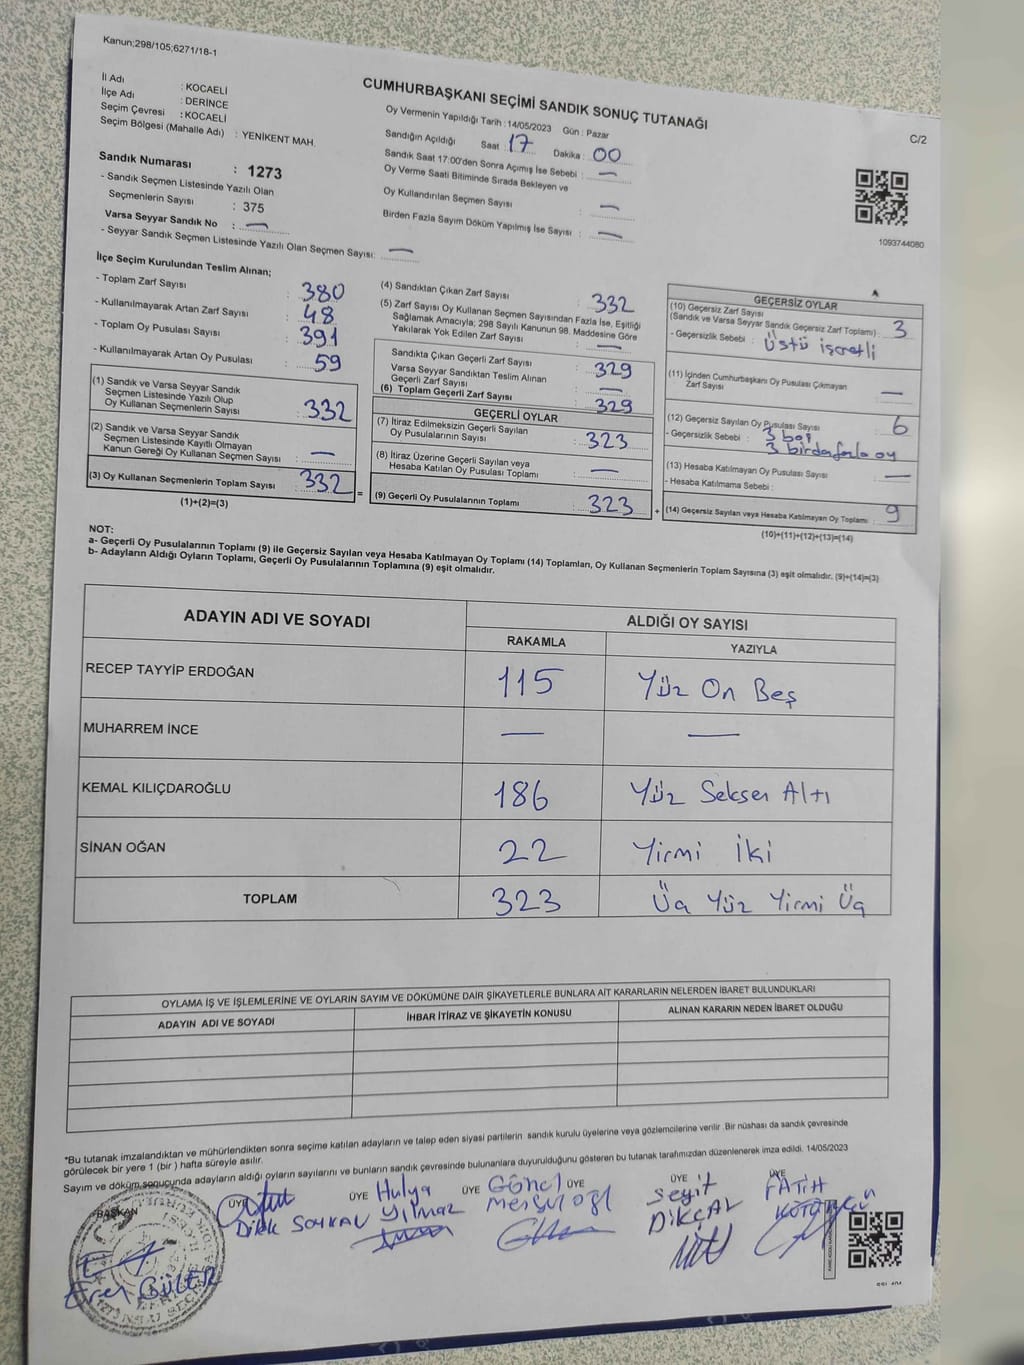 Kanun;298/105;6271/18-1
CUMHURBAŞKANI SEÇİMİ SANDIK SONUÇ TUTANAĞI
C/2
İl Adı : KOCAELİ
İlçe Adı : DERİNCE
Seçim Çevresi : KOCAELİ
Seçim Bölgesi (Mahalle Adı) : YENİKENT MAH.
Oy Vermenin Yapıldığı Tarih : 14/05/2023 Gün : Pazar
Sandığın Açıldığı Saat 17 Dakika : 00
Sandık Saat 17:00'den Sonra Açımış İse Sebebi : —
Oy Verme Saati Bitiminde Sırada Bekleyen ve
Oy Kullandırılan Seçmen Sayısı : —
Birden Fazla Sayım Döküm Yapılmış İse Sayısı : —
1093744080
Sandık Numarası : 1273
- Sandık Seçmen Listesinde Yazılı Olan
Seçmenlerin Sayısı : 375
Varsa Seyyar Sandık No : —
- Seyyar Sandık Seçmen Listesinde Yazılı Olan Seçmen Sayısı: —
İlçe Seçim Kurulundan Teslim Alınan;
- Toplam Zarf Sayısı : 380
- Kullanılmayarak Artan Zarf Sayısı : 48
- Toplam Oy Pusulası Sayısı : 391
- Kullanılmayarak Artan Oy Pusulası : 59
(1) Sandık ve Varsa Seyyar Sandık
Seçmen Listesinde Yazılı Olup
Oy Kullanan Seçmenlerin Sayısı : 332
(2) Sandık ve Varsa Seyyar Sandık
Seçmen Listesinde Kayıtlı Olmayan
Kanun Gereği Oy Kullanan Seçmen Sayısı : —
(3) Oy Kullanan Seçmenlerin Toplam Sayısı : 332 =
(1)+(2)=(3)
(4) Sandıktan Çıkan Zarf Sayısı : 332
(5) Zarf Sayısı Oy Kullanan Seçmen Sayısından Fazla İse, Eşitliği
Sağlamak Amacıyla; 298 Sayılı Kanunun 98. Maddesine Göre
Yakılarak Yok Edilen Zarf Sayısı : —
Sandıkta Çıkan Geçerli Zarf Sayısı : 329
Varsa Seyyar Sandıktan Teslim Alınan
Geçerli Zarf Sayısı : —
(6) Toplam Geçerli Zarf Sayısı : 329
GEÇERLİ OYLAR
(7) İtiraz Edilmeksizin Geçerli Sayılan
Oy Pusulalarının Sayısı : 323
(8) İtiraz Üzerine Geçerli Sayılan veya
Hesaba Katılan Oy Pusulası Toplamı : —
(9) Geçerli Oy Pusulalarının Toplamı : 323 +
GEÇERSİZ OYLAR
(10) Geçersiz Zarf Sayısı
(Sandık ve Varsa Seyyar Sandık Geçersiz Zarf Toplamı) : 3
- Geçersizlik Sebebi : Üstü işaretli
(11) İçinden Cumhurbaşkanı Oy Pusulası Çıkmayan
Zarf Sayısı : —
(12) Geçersiz Sayılan Oy Pusulası Sayısı : 6
- Geçersizlik Sebebi : 3 boş
3 birdafazla oy
(13) Hesaba Katılmayan Oy Pusulası Sayısı : —
- Hesaba Katılmama Sebebi :
(14) Geçersiz Sayılan veya Hesaba Katılmayan Oy Toplamı : 9
(10)+(11)+(12)+(13)=(14)
NOT:
a- Geçerli Oy Pusulalarının Toplamı (9) ile Geçersiz Sayılan veya Hesaba Katılmayan Oy Toplamı (14) Toplamları, Oy Kullanan Seçmenlerin Toplam Sayısına (3) eşit olmalıdır. (9)+(14)=(3)
b- Adayların Aldığı Oyların Toplamı, Geçerli Oy Pusulalarının Toplamına (9) eşit olmalıdır.
ADAYIN ADI VE SOYADI
ALDIĞI OY SAYISI
RAKAMLA YAZIYLA
RECEP TAYYİP ERDOĞAN 115 Yüz On Beş
MUHARREM İNCE — —
KEMAL KILIÇDAROĞLU 186 Yüz Seksen Altı
SİNAN OĞAN 22 Yirmi İki
TOPLAM 323 Üç Yüz Yirmi Üç
OYLAMA İŞ VE İŞLEMLERİNE VE OYLARIN SAYIM VE DÖKÜMÜNE DAİR ŞİKAYETLERLE BUNLARA AİT KARARLARIN NELERDEN İBARET BULUNDUKLARI
ADAYIN ADI VE SOYADI İHBAR İTİRAZ VE ŞİKAYETİN KONUSU ALINAN KARARIN NEDEN İBARET OLDUĞU
*Bu tutanak imzalandıktan ve mühürlendikten sonra seçime katılan adayların ve talep eden siyasi partilerin sandık kurulu üyelerine veya gözlemcilerine verilir .Bir nüshası da sandık çevresinde
görülecek bir yere 1 (bir ) hafta süreyle asılır.
Sayım ve döküm sonucunda adayların aldığı oyların sayılarını ve bunların sandık çevresinde bulunanlara duyurulduğunu gösteren bu tutanak tarafımızdan düzenlenerek imza edildi. 14/05/2023
BAŞKAN ÜYE ÜYE ÜYE ÜYE ÜYE ÜYE
Eren GÜLER
Dilek SOYKAN
Hulya YILMAZ
Gönül
Seyit DİKÇAL
FATİH